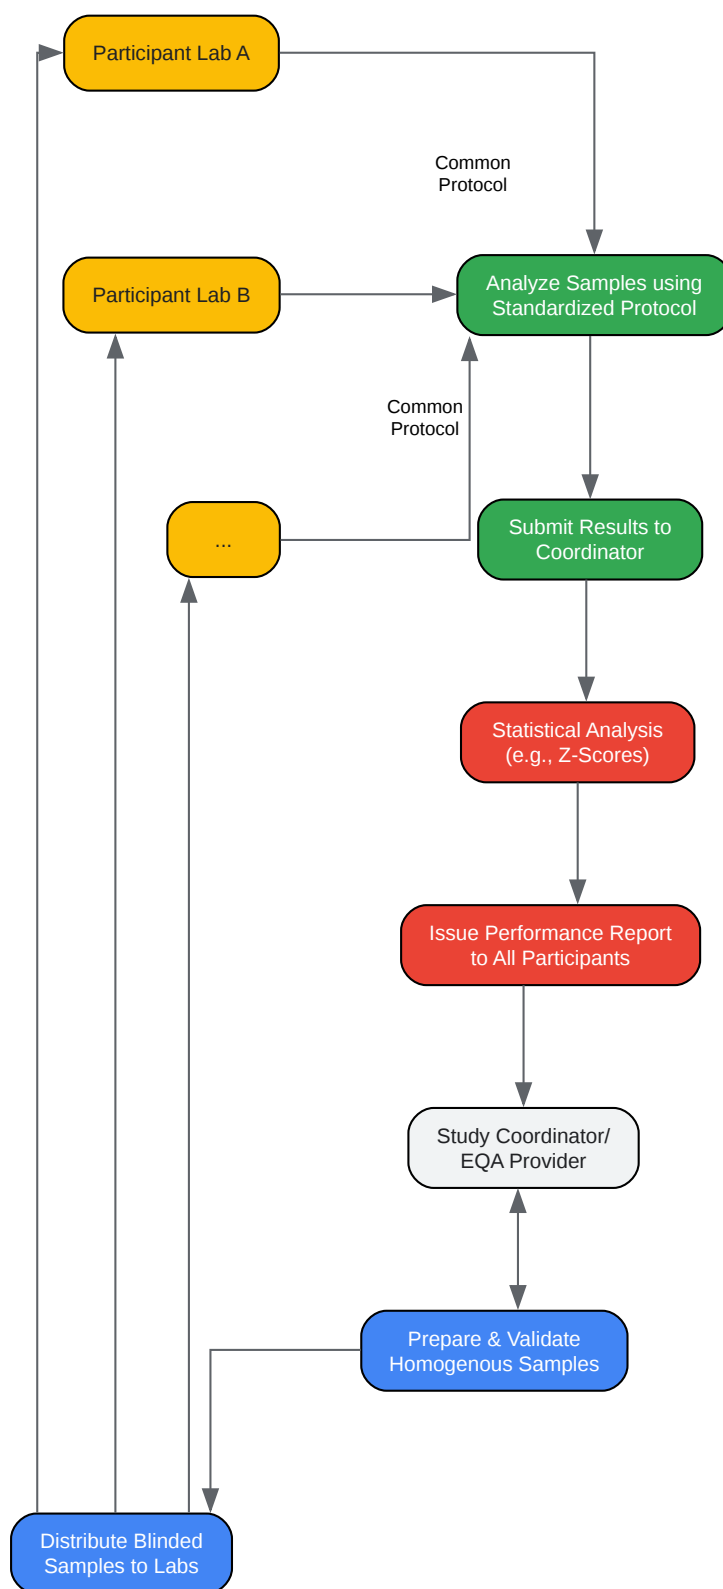 Participant Lab A
Common
Protocol
Participant Lab B
Analyze Samples using
Standardized Protocol
Common
Protocol
...
Submit Results to
Coordinator
Statistical Analysis
(e.g., Z-Scores)
Issue Performance Report
to All Participants
Study Coordinator/
EQA Provider
Prepare & Validate
Homogenous Samples
Distribute Blinded
Samples to Labs